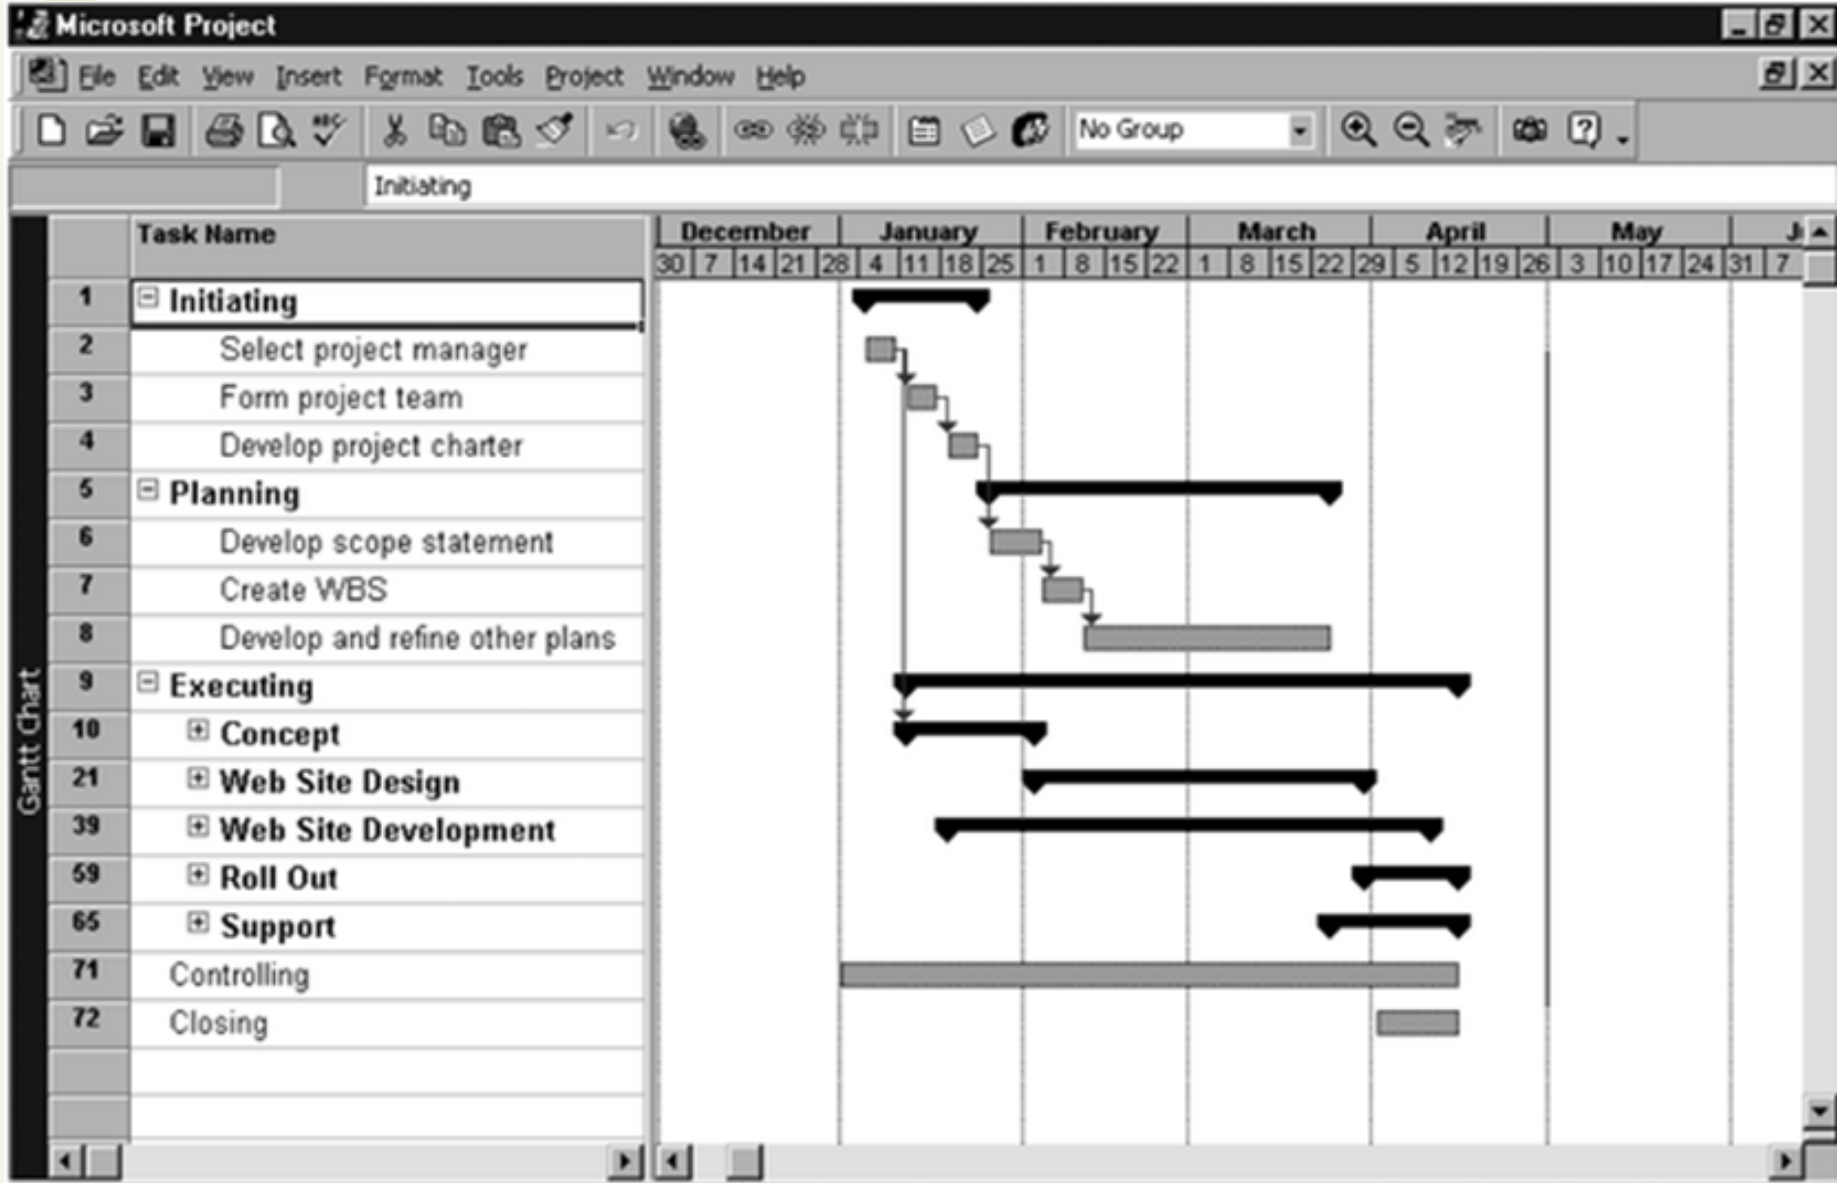 Microsoft Project
File Edit View Insert Format Tools Project Window Help
ABC No Group ?
Initiating
Task Name December January February March April May
30 7 14 21 28 4 11 18 25 1 8 15 22 1 8 15 22 29 5 12 19 26 3 10 17 24 31 7
1 Initiating
2 Select project manager
3 Form project team
4 Develop project charter
5 Planning
6 Develop scope statement
7 Create WBS
8 Develop and refine other plans
9 Executing
10 Concept
21 Web Site Design
39 Web Site Development
59 Roll Out
65 Support
71 Controlling
72 Closing
Gantt Chart